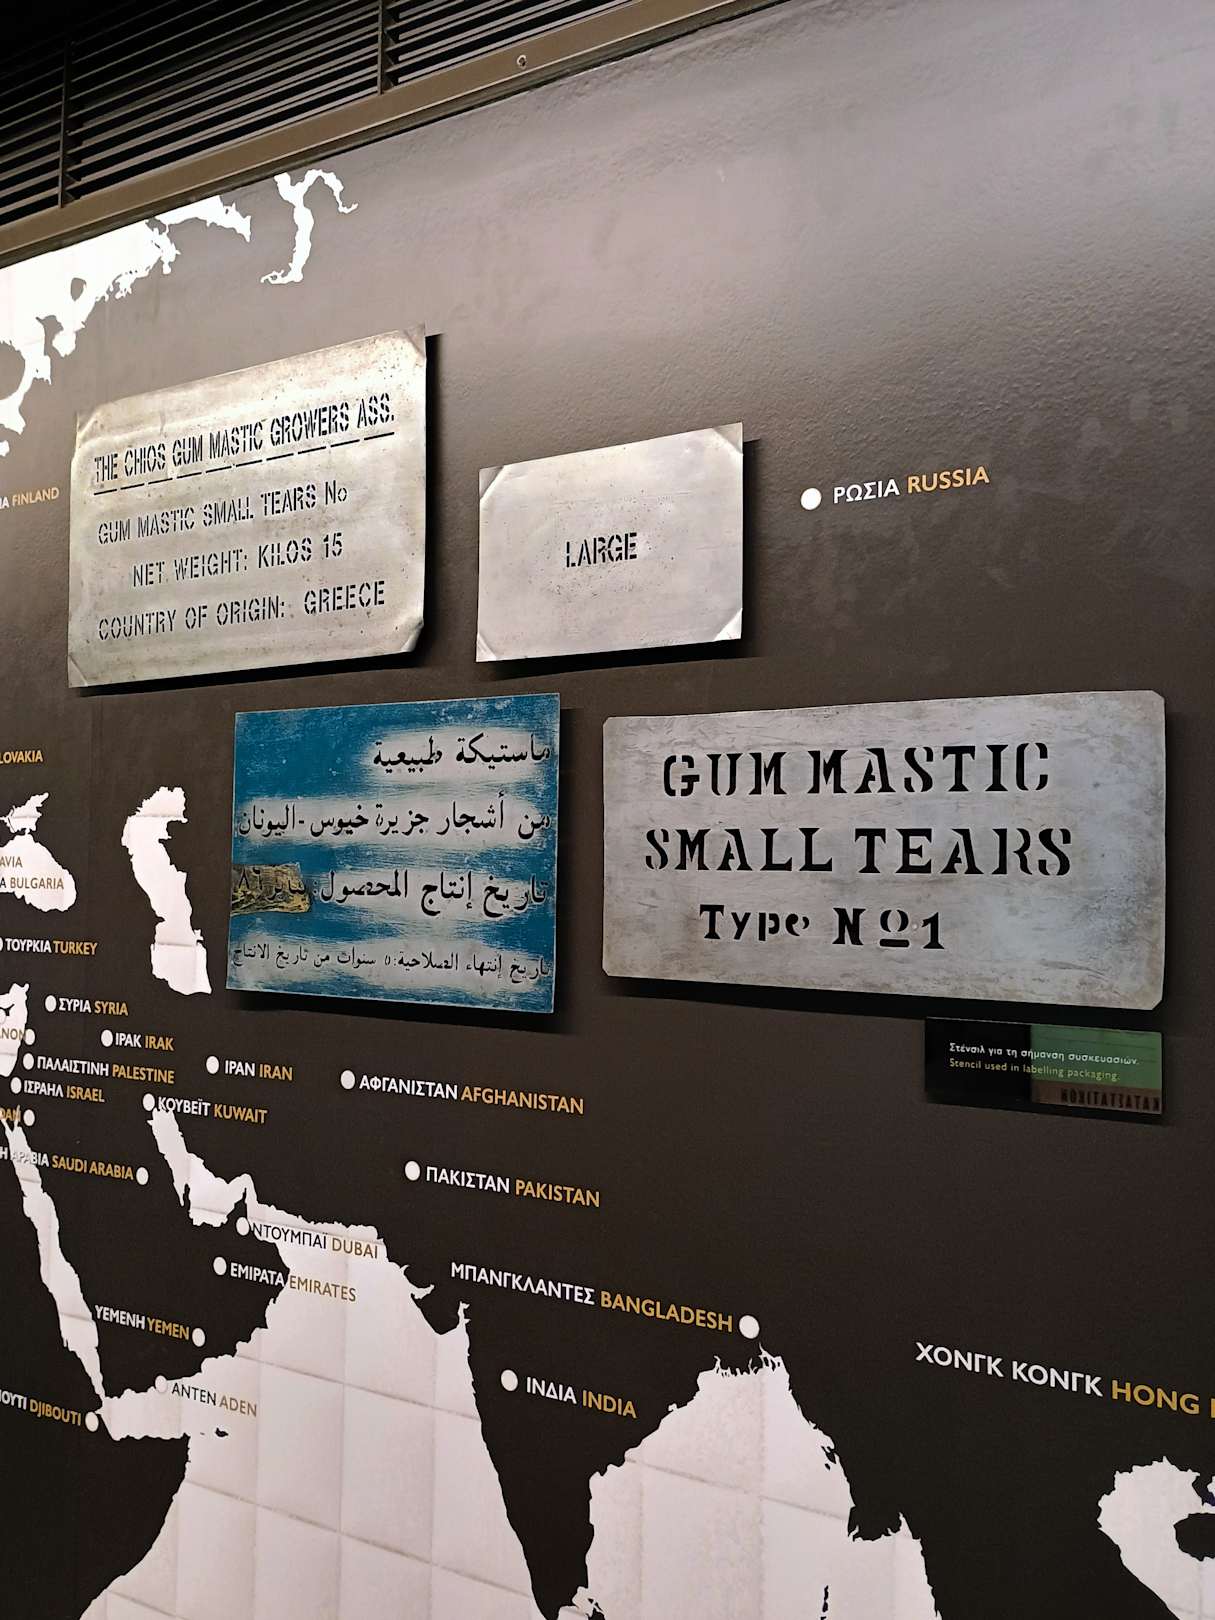 THE CHIOS GUM MASTIC GROWERS ASS.
GUM MASTIC SMALL TEARS No
NET WEIGHT: KILOS 15
COUNTRY OF ORIGIN: GREECE
LARGE
ΡΩΣΙΑ RUSSIA
FINLAND
ماستيكة طبيعية
من أشجار جزيرة خيوس - اليونان
تاريخ إنتاج المحصول:
تاريخ إنتهاء الصلاحية: ٥ سنوات من تاريخ الانتاج
GUM MASTIC
SMALL TEARS
Type Nº1
Στένσιλ για τη σήμανση συσκευασιών.
Stencil used in labelling packaging.
LOVAKIA
AVIA
BULGARIA
ΤΟΥΡΚΙΑ TURKEY
ΣΥΡΙΑ SYRIA
ΙΡΑΚ IRAK
ΙΡΑΝ IRAN
ΑΦΓΑΝΙΣΤΑΝ AFGHANISTAN
ΠΑΛΑΙΣΤΙΝΗ PALESTINE
ΙΣΡΑΗΛ ISRAEL
ΚΟΥΒΕΪΤ KUWAIT
ΑΡΑΒΙΑ SAUDI ARABIA
ΠΑΚΙΣΤΑΝ PAKISTAN
ΝΤΟΥΜΠΑΪ DUBAI
ΕΜΙΡΑΤΑ EMIRATES
ΜΠΑΝΓΚΛΑΝΤΕΣ BANGLADESH
ΥΕΜΕΝΗ YEMEN
ΧΟΝΓΚ ΚΟΝΓΚ HONG
ΙΝΔΙΑ INDIA
ΑΝΤΕΝ ADEN
ΟΥΤΙ DJIBOUTI